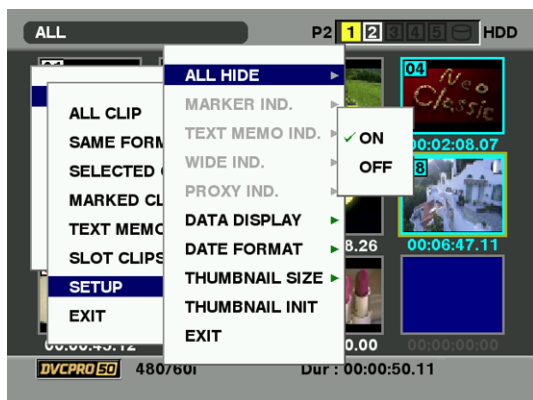 ALL
P2 1 2 3 4 5 HDD
ALL HIDE
MARKER IND.
TEXT MEMO IND.
WIDE IND.
PROXY IND.
DATA DISPLAY
DATE FORMAT
THUMBNAIL SIZE
THUMBNAIL INIT
EXIT
ON
OFF
ALL CLIP
SAME FORM
SELECTED
MARKED CL
TEXT MEMO
SLOT CLIPS
SETUP
EXIT
04
Neo
Classic
00:02:08.07
8
8.26
00:06:47.11
0.00
00:00:00:00
DVCPRO 50 480/60i Dur : 00:00:50.11